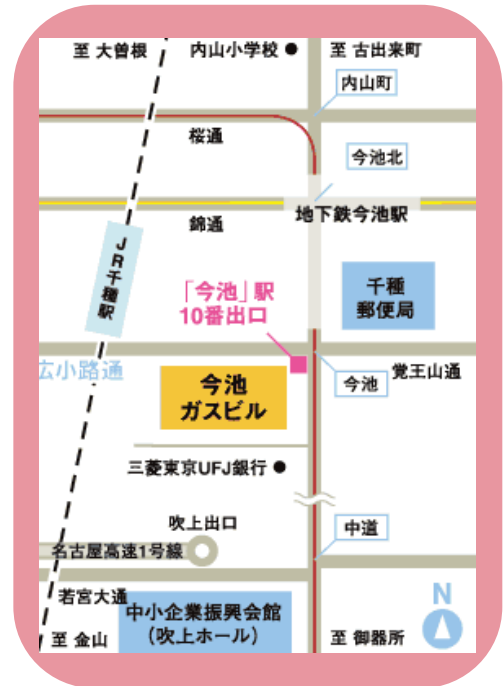 至 大曽根
内山小学校
至 古出来町
内山町
桜通
今池北
地下鉄今池駅
錦通
JR千種駅
千種
郵便局
「今池」駅
10番出口
広小路通
覚王山通
今池
今池
ガスビル
三菱東京UFJ銀行
吹上出口
中道
名古屋高速1号線
若宮大通
中小企業振興会館
(吹上ホール)
N
至 金山
至 御器所